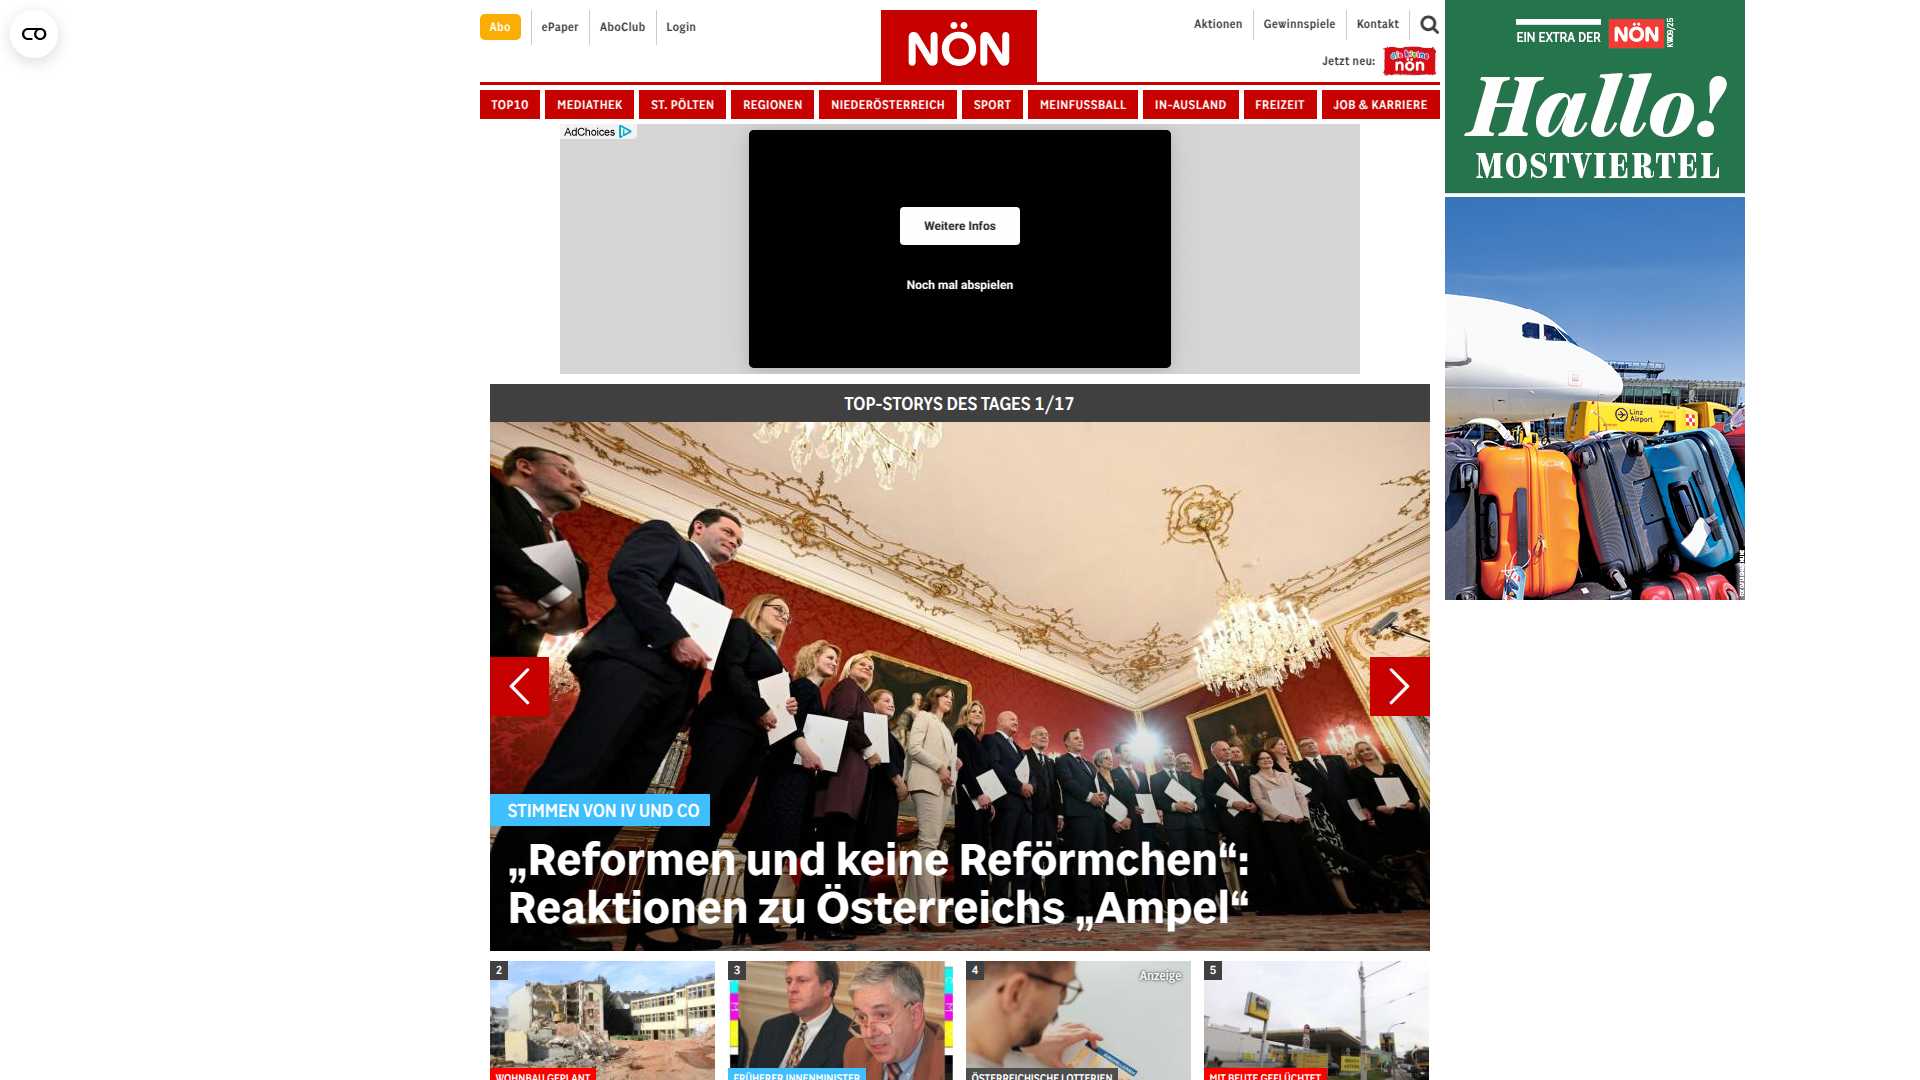 Abo
ePaper
AboClub
Login
NÖN
Aktionen
Gewinnspiele
Kontakt
Jetzt neu:
die kleine
nön
TOP10
MEDIATHEK
ST. PÖLTEN
REGIONEN
NIEDERÖSTERREICH
SPORT
MEINFUSSBALL
IN-AUSLAND
FREIZEIT
JOB & KARRIERE
AdChoices
Weitere Infos
Noch mal abspielen
EIN EXTRA DER NÖN
KW09/25
Hallo!
MOSTVIERTEL
Linz
Airport
TOP-STORYS DES TAGES 1/17
STIMMEN VON IV UND CO
„Reformen und keine Reförmchen“:
Reaktionen zu Österreichs „Ampel“
2
3
4
Anzeige
5
WOHNBAU GEPLANT
FRÜHERER INNENMINISTER
ÖSTERREICHISCHE LOTTERIEN
MIT BEUTE GEFLÜCHTET